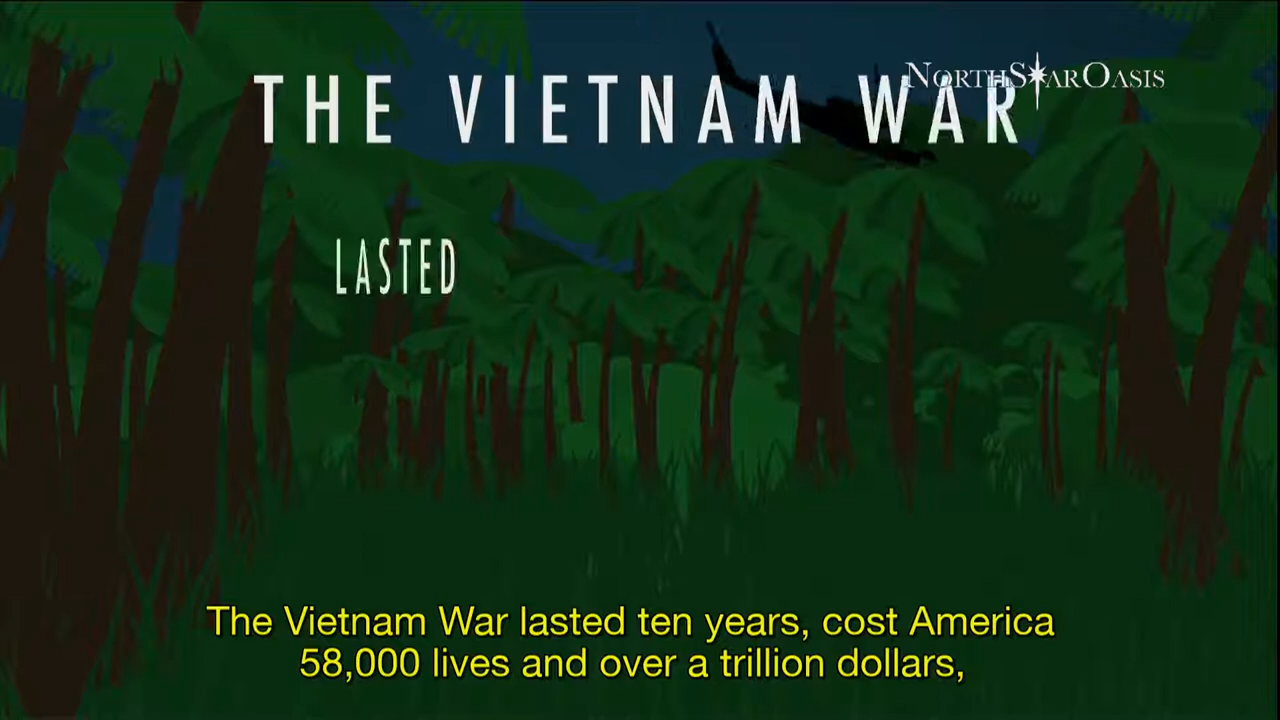 NORTHSTAROASIS
THE VIETNAM WAR
LASTED
The Vietnam War lasted ten years, cost America
58,000 lives and over a trillion dollars,